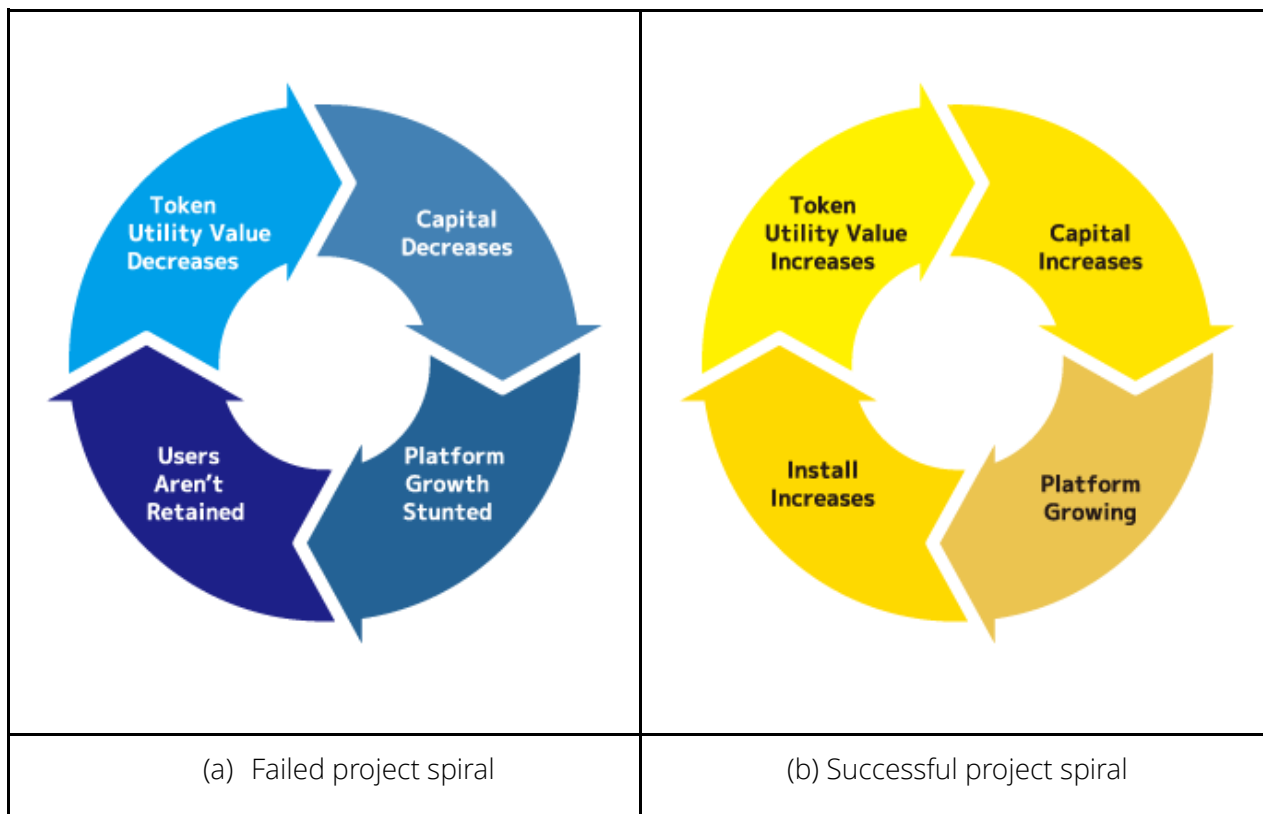 Token
Utility Value
Decreases
Capital
Decreases
Users
Aren't
Retained
Platform
Growth
Stunted
Token
Utility Value
Increases
Capital
Increases
Install
Increases
Platform
Growing
(a) Failed project spiral
(b) Successful project spiral